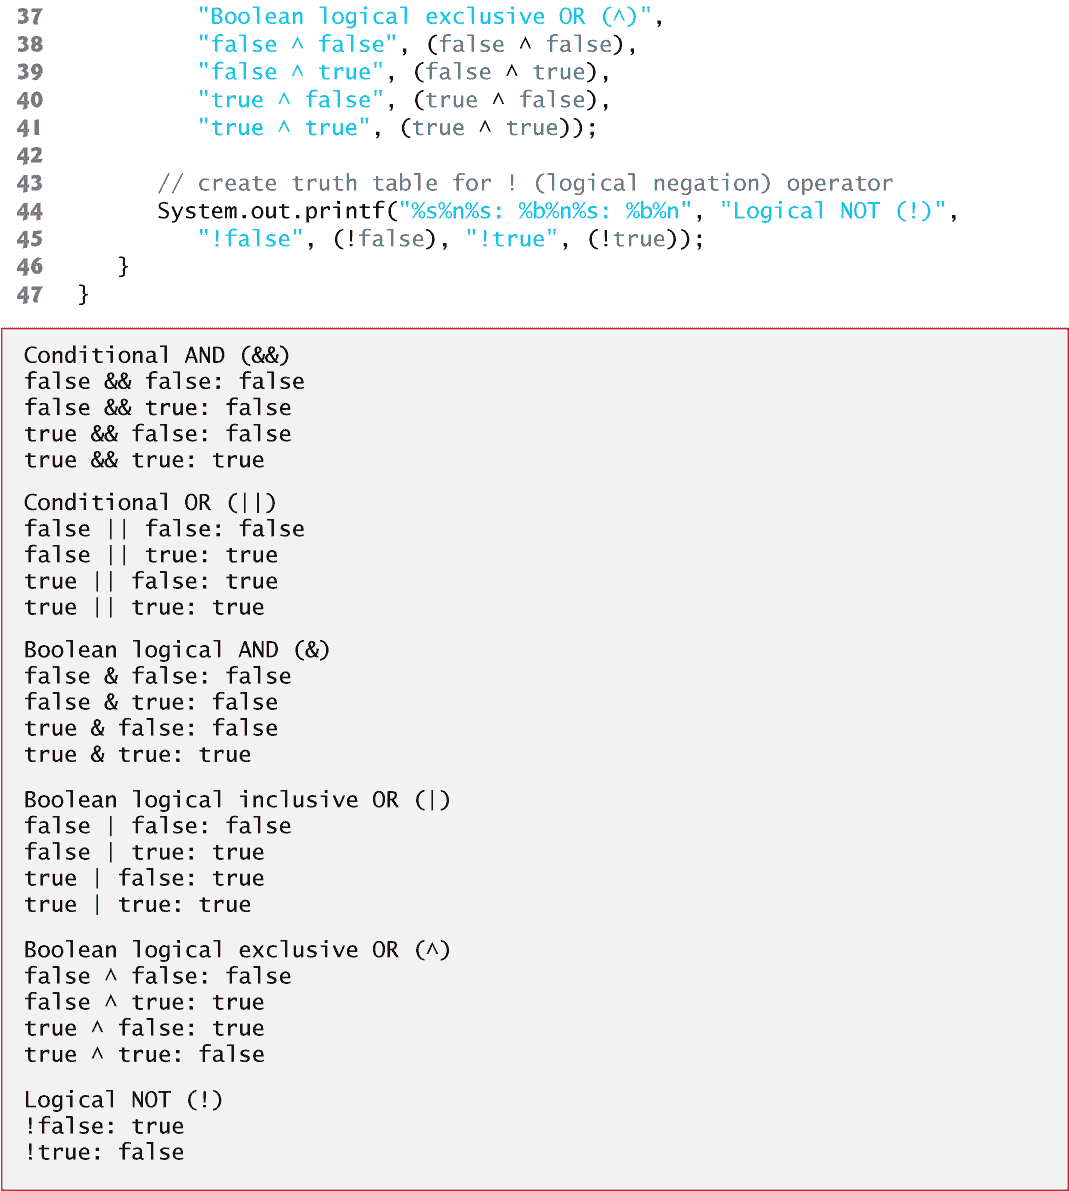 37 "Boolean logical exclusive OR (^)",
38 "false ^ false", (false ^ false),
39 "false ^ true", (false ^ true),
40 "true ^ false", (true ^ false),
41 "true ^ true", (true ^ true));
42
43 // create truth table for ! (logical negation) operator
44 System.out.printf("%s%n%s: %b%n%s: %b%n", "Logical NOT (!)",
45 "!false", (!false), "!true", (!true));
46 }
47 }
Conditional AND (&&)
false && false: false
false && true: false
true && false: false
true && true: true
Conditional OR (||)
false || false: false
false || true: true
true || false: true
true || true: true
Boolean logical AND (&)
false & false: false
false & true: false
true & false: false
true & true: true
Boolean logical inclusive OR (|)
false | false: false
false | true: true
true | false: true
true | true: true
Boolean logical exclusive OR (^)
false ^ false: false
false ^ true: true
true ^ false: true
true ^ true: false
Logical NOT (!)
!false: true
!true: false